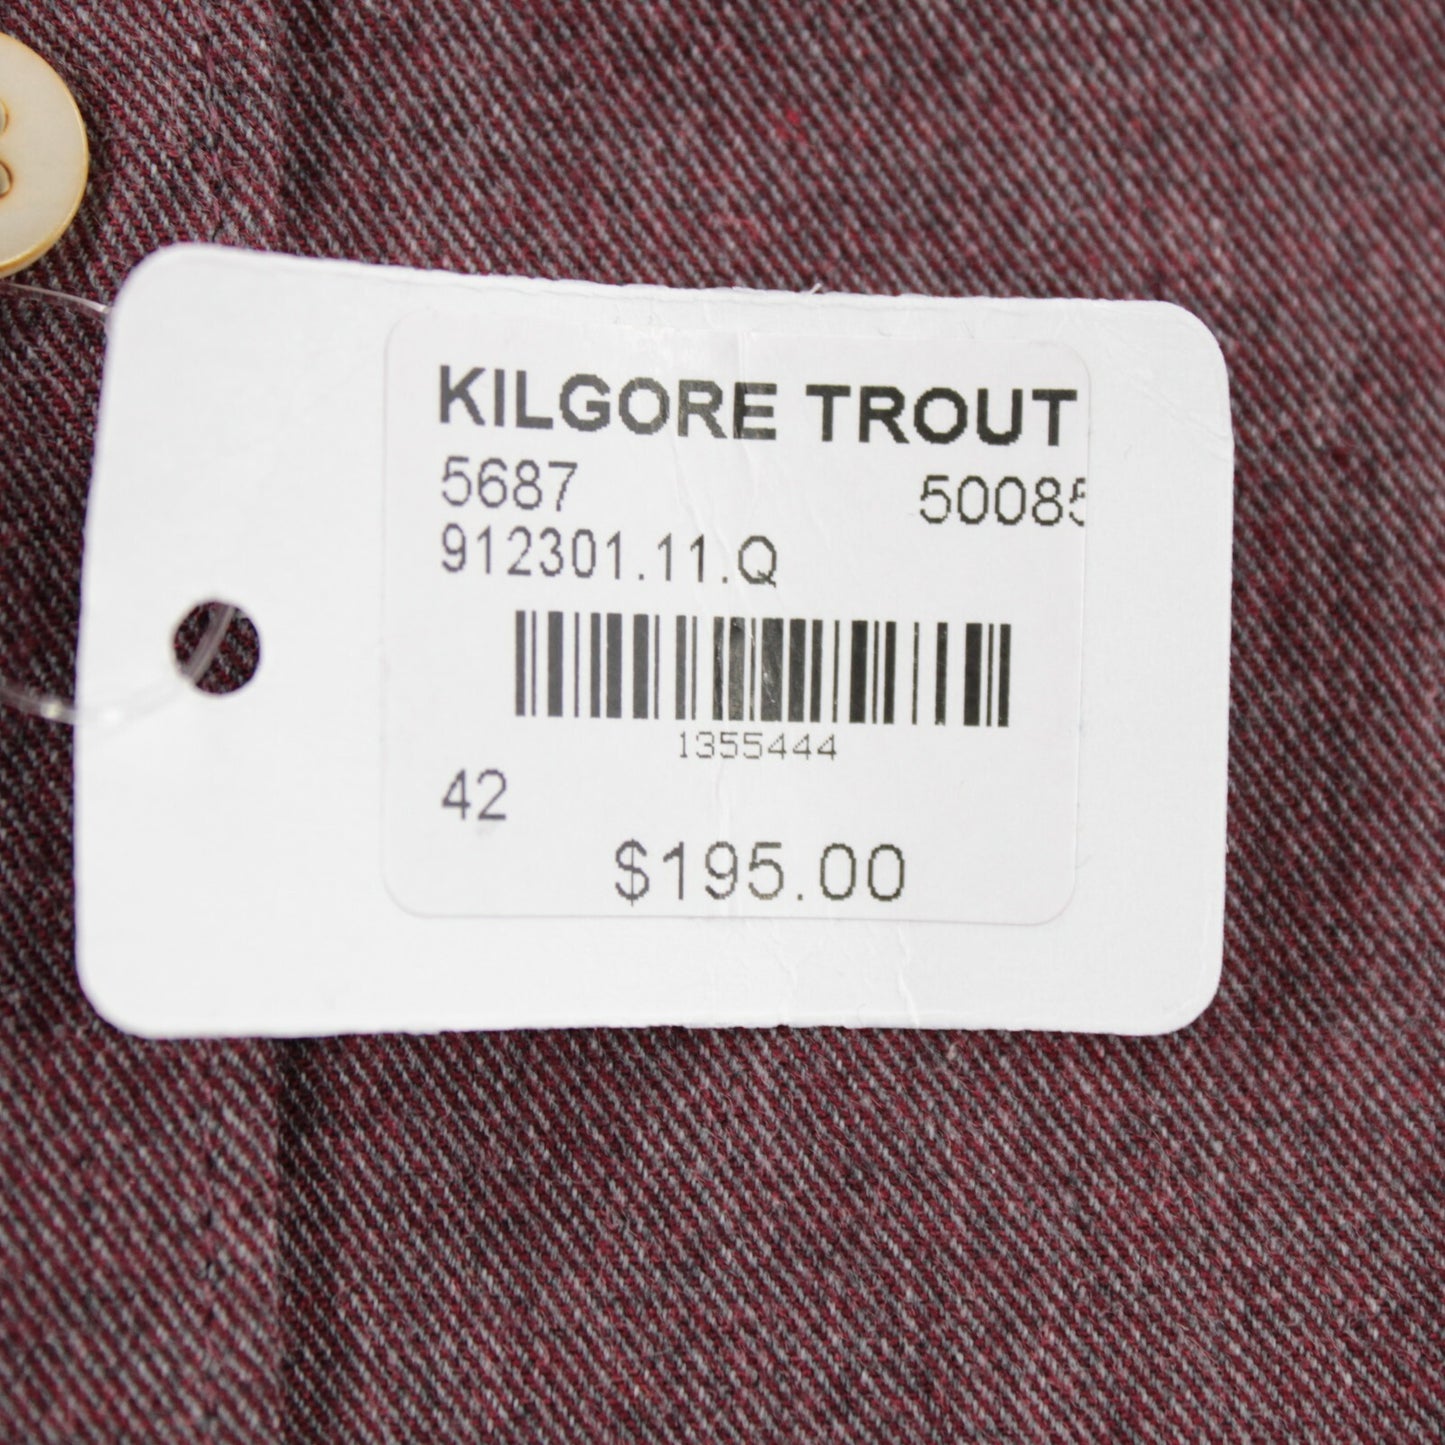 KILGORE TROUT
5687 50085
912301.11.Q
1355444
42
$195.00